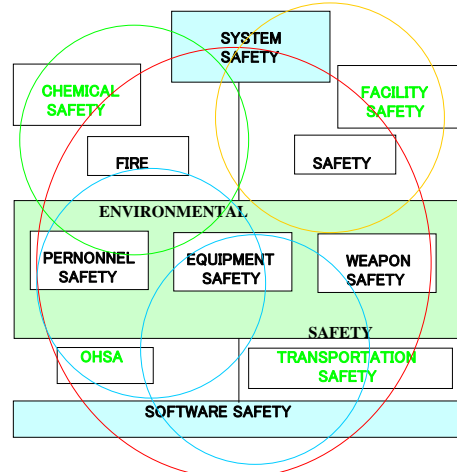 SYSTEM
SAFETY
CHEMICAL
SAFETY
FACILITY
SAFETY
FIRE
SAFETY
ENVIRONMENTAL
PERNONNEL
SAFETY
EQUIPMENT
SAFETY
WEAPON
SAFETY
SAFETY
OHSA
TRANSPORTATION
SAFETY
SOFTWARE SAFETY